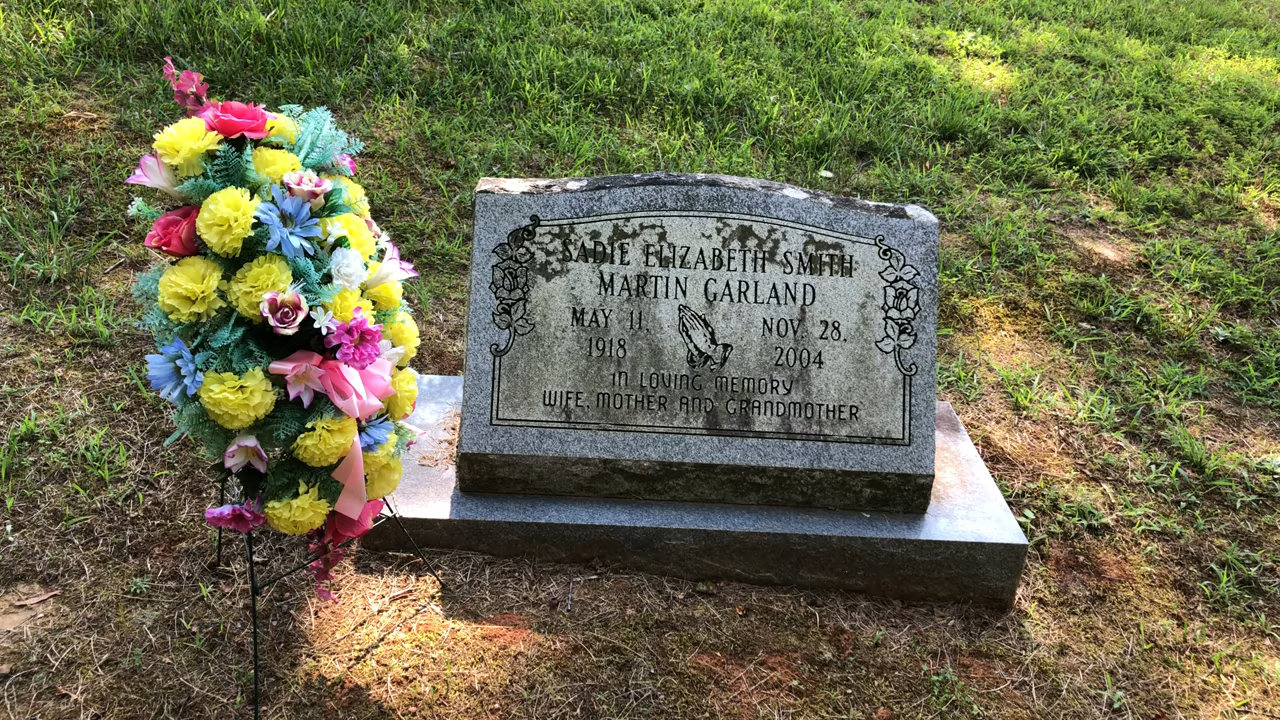 SADIE ELIZABETH SMITH
MARTIN GARLAND
MAY 11, NOV. 28,
1918 2004
IN LOVING MEMORY
WIFE, MOTHER AND GRANDMOTHER